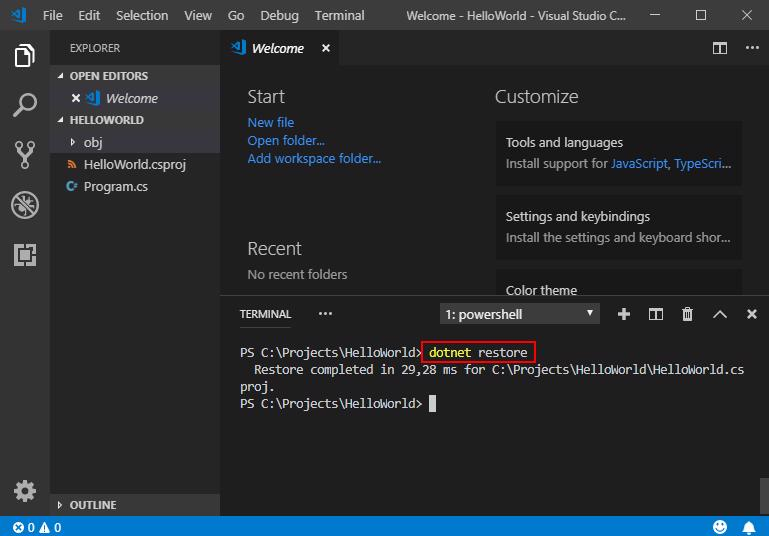 File Edit Selection View Go Debug Terminal Welcome - HelloWorld - Visual Studio C...
EXPLORER
OPEN EDITORS
Welcome
HELLOWORLD
obj
HelloWorld.csproj
C# Program.cs
OUTLINE
Welcome
Start
New file
Open folder...
Add workspace folder...
Recent
No recent folders
Customize
Tools and languages
Install support for JavaScript, TypeScri...
Settings and keybindings
Install the settings and keyboard shor...
Color theme
TERMINAL
1: powershell
PS C:\Projects\HelloWorld> dotnet restore
Restore completed in 29,28 ms for C:\Projects\HelloWorld\HelloWorld.cs
proj.
PS C:\Projects\HelloWorld>
0 0